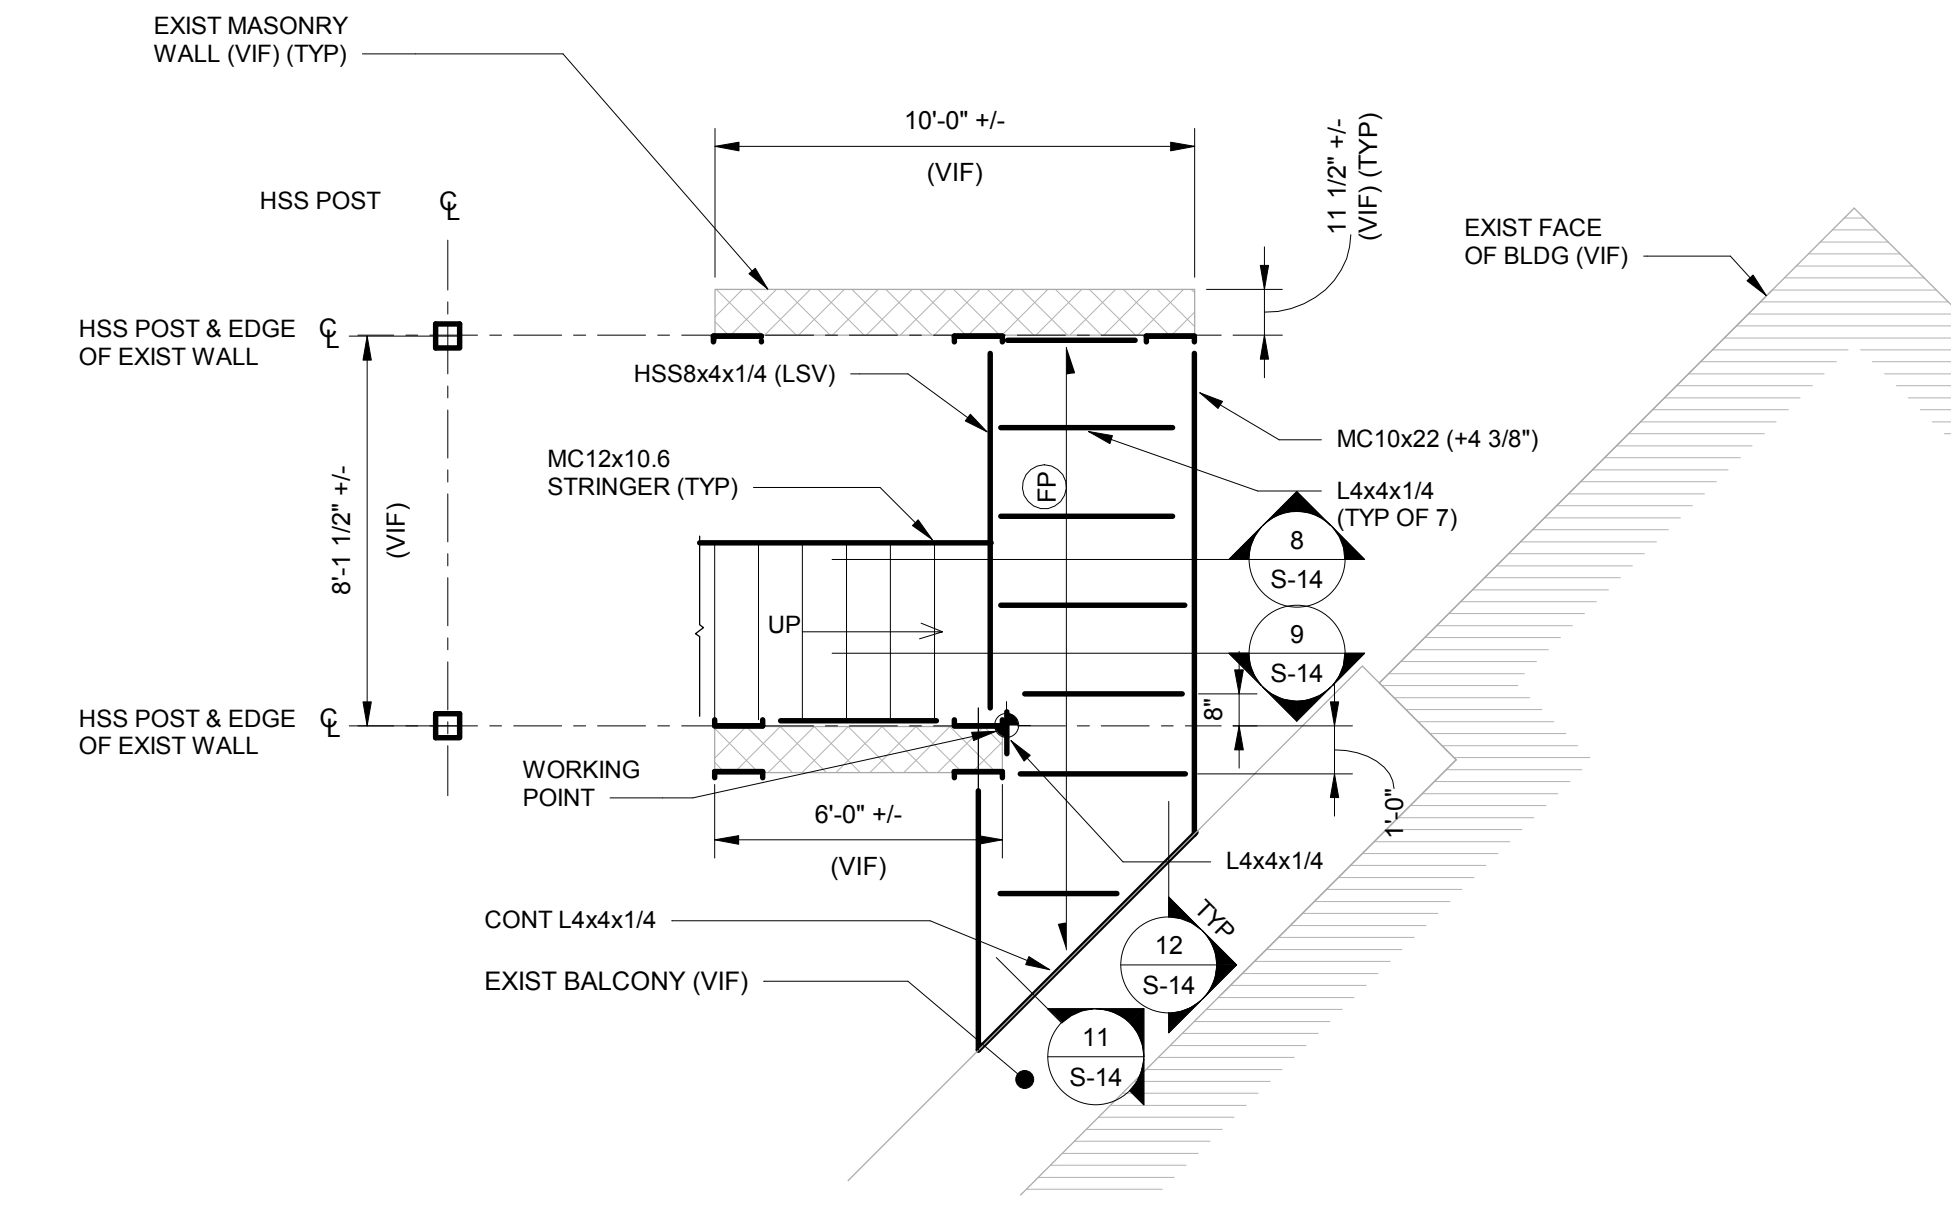 EXIST MASONRY
WALL (VIF) (TYP)
10'-0" +/-
(VIF)
11 1/2" +/-
(VIF) (TYP)
HSS POST
℄
EXIST FACE
OF BLDG (VIF)
HSS POST & EDGE
OF EXIST WALL
℄
HSS8x4x1/4 (LSV)
MC10x22 (+4 3/8")
MC12x10.6
STRINGER (TYP)
FP
L4x4x1/4
(TYP OF 7)
8'-1 1/2" +/-
(VIF)
8
S-14
UP
9
S-14
8"
HSS POST & EDGE
OF EXIST WALL
℄
WORKING
POINT
6'-0" +/-
(VIF)
1'-0"
L4x4x1/4
CONT L4x4x1/4
TYP
12
S-14
EXIST BALCONY (VIF)
11
S-14